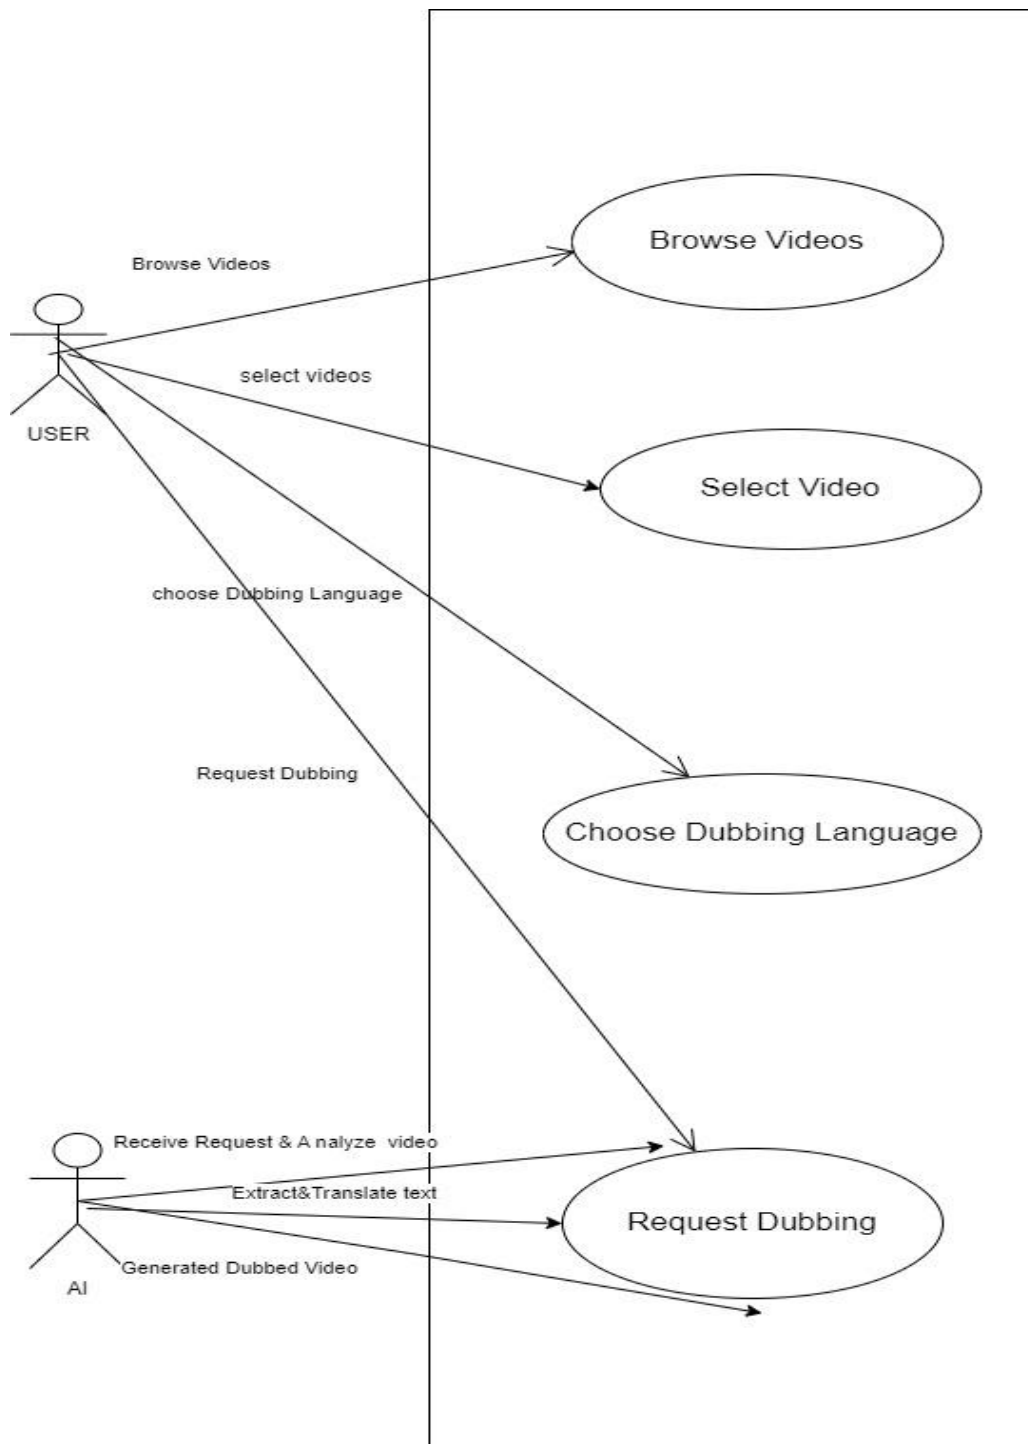 Browse Videos
Browse Videos
select videos
USER
Select Video
choose Dubbing Language
Request Dubbing
Choose Dubbing Language
Receive Request & A nalyze video
Extract&Translate text
Request Dubbing
Generated Dubbed Video
AI